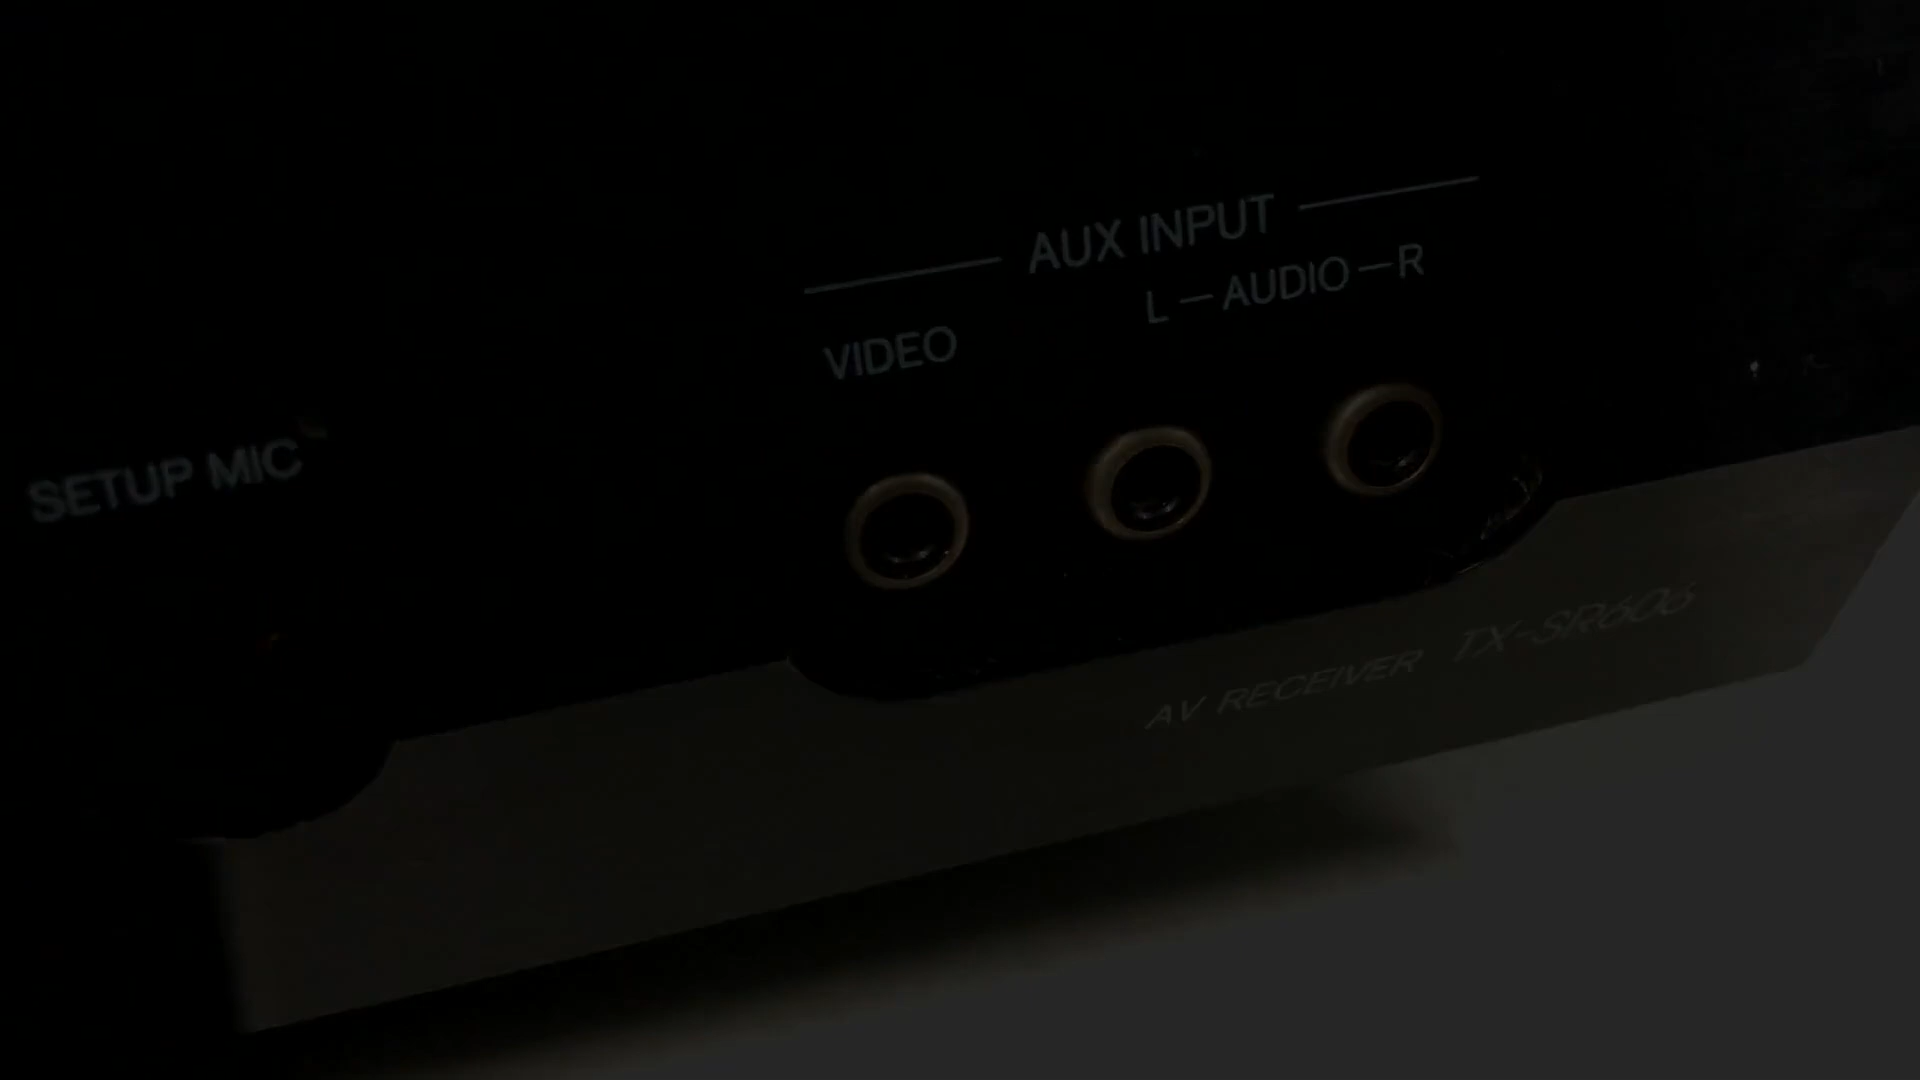 AUX INPUT
L—AUDIO—R
VIDEO
SETUP MIC
AV RECEIVER TX-SR606